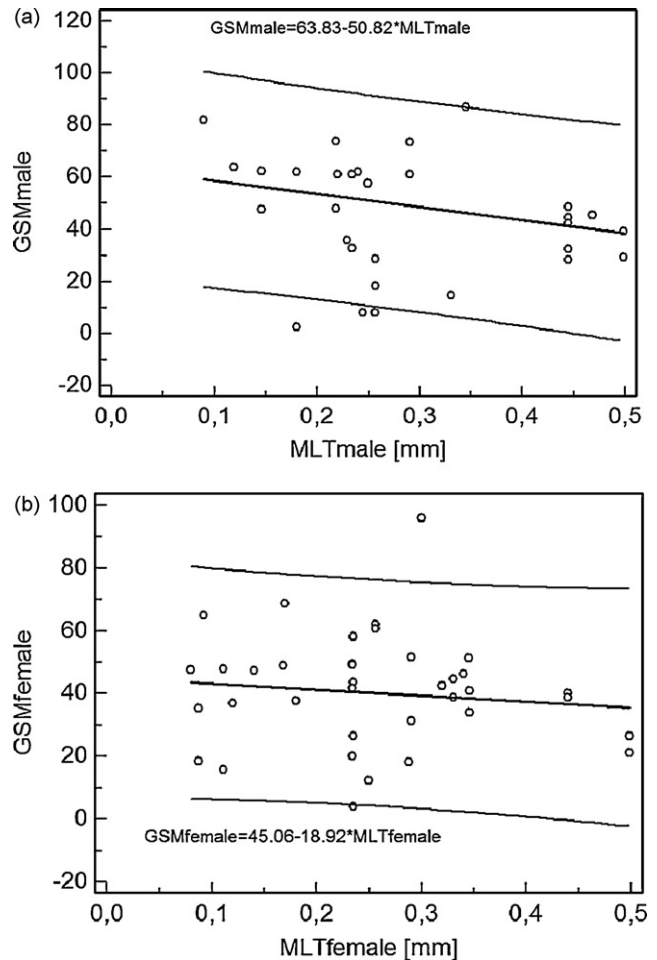 (a)
GSMmale=63.83-50.82*MLTmale
120
100
80
60
40
20
0
-20
GSMmale
0,0 0,1 0,2 0,3 0,4 0,5
MLTmale [mm]
(b)
100
80
60
40
20
0
-20
GSMfemale
GSMfemale=45.06-18.92*MLTfemale
0,0 0,1 0,2 0,3 0,4 0,5
MLTfemale [mm]